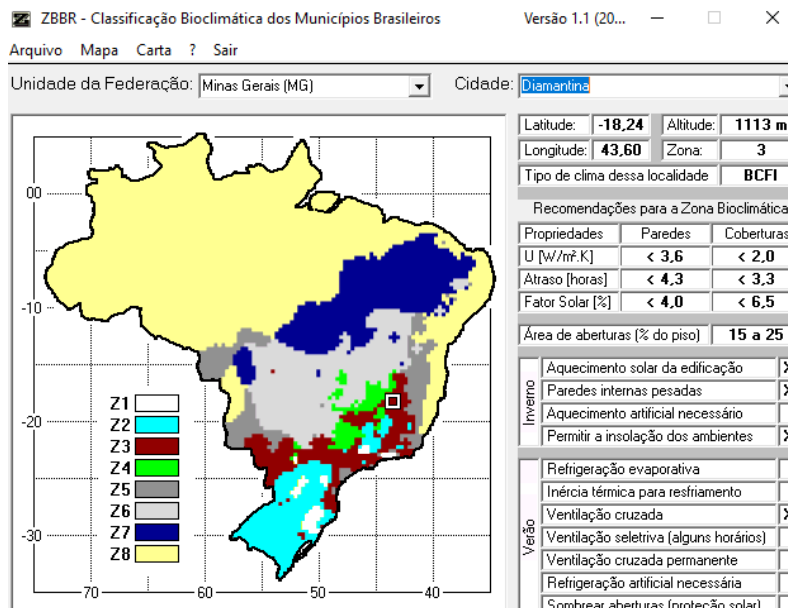 ZBBR - Classificação Bioclimática dos Municípios Brasileiros Versão 1.1 (20...
Arquivo Mapa Carta ? Sair
Unidade da Federação: Minas Gerais (MG) Cidade: Diamantina
Latitude: -18,24 Altitude: 1113 m
Longitude: 43,60 Zona: 3
Tipo de clima dessa localidade BCFI
Recomendações para a Zona Bioclimática
Propriedades Paredes Coberturas
U [W/m².K] < 3,6 < 2,0
Atraso [horas] < 4,3 < 3,3
Fator Solar [%] < 4,0 < 6,5
Área de aberturas (% do piso) 15 a 25
Inverno
Aquecimento solar da edificação X
Paredes internas pesadas X
Aquecimento artificial necessário
Permitir a insolação dos ambientes X
Verão
Refrigeração evaporativa
Inércia térmica para resfriamento
Ventilação cruzada X
Ventilação seletiva (alguns horários)
Ventilação cruzada permanente
Refrigeração artificial necessária
Sombrear aberturas (proteção solar)
00
-10
-20
-30
70 60 50 40
Z1
Z2
Z3
Z4
Z5
Z6
Z7
Z8